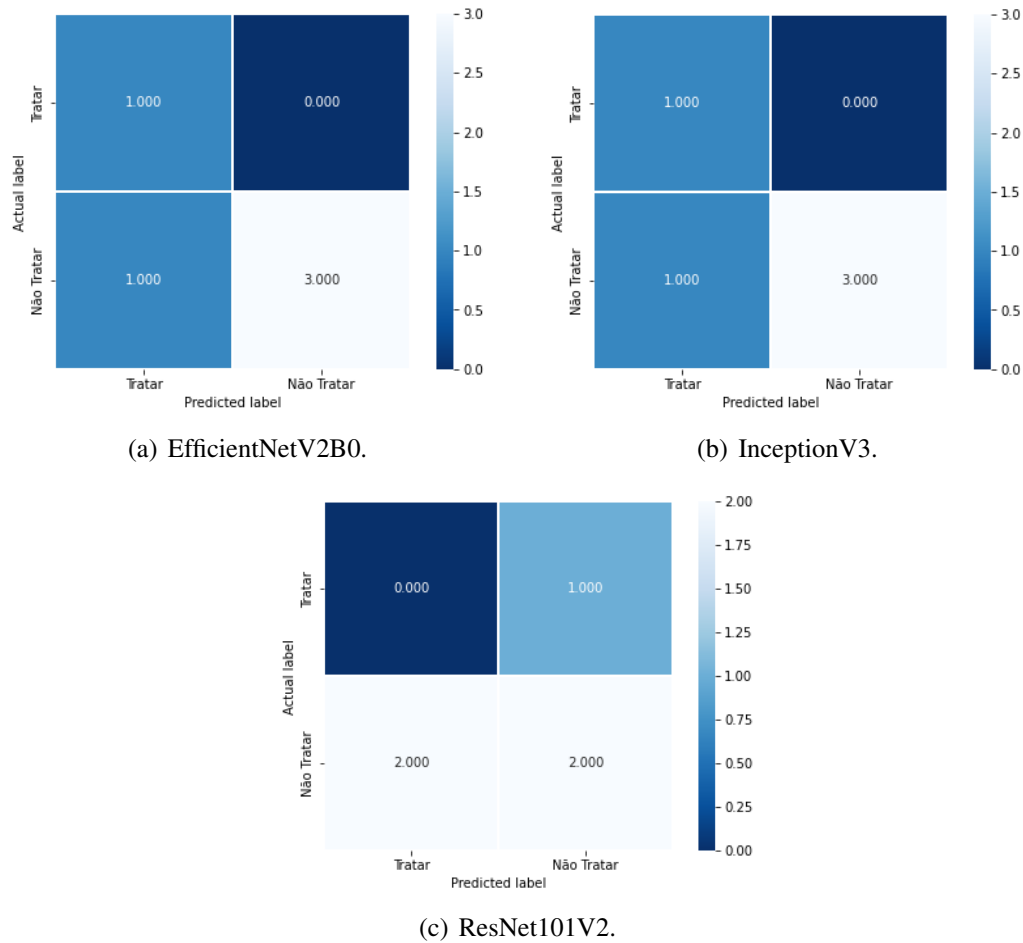 3.0
2.5
2.0
1.5
1.0
0.5
0.0
Actual label
Tratar
Não Tratar
1.000 0.000
1.000 3.000
Tratar Não Tratar
Predicted label
(a) EfficientNetV2B0.
3.0
2.5
2.0
1.5
1.0
0.5
0.0
Actual label
Tratar
Não Tratar
1.000 0.000
1.000 3.000
Tratar Não Tratar
Predicted label
(b) InceptionV3.
2.00
1.75
1.50
1.25
1.00
0.75
0.50
0.25
0.00
Actual label
Tratar
Não Tratar
0.000 1.000
2.000 2.000
Tratar Não Tratar
Predicted label
(c) ResNet101V2.